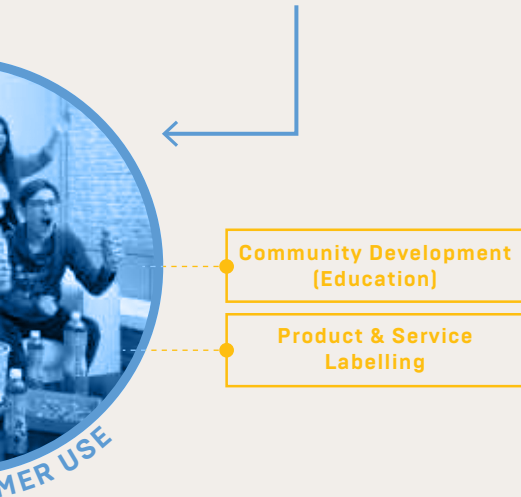 Community Development
(Education)
Product & Service
Labelling
MER USE